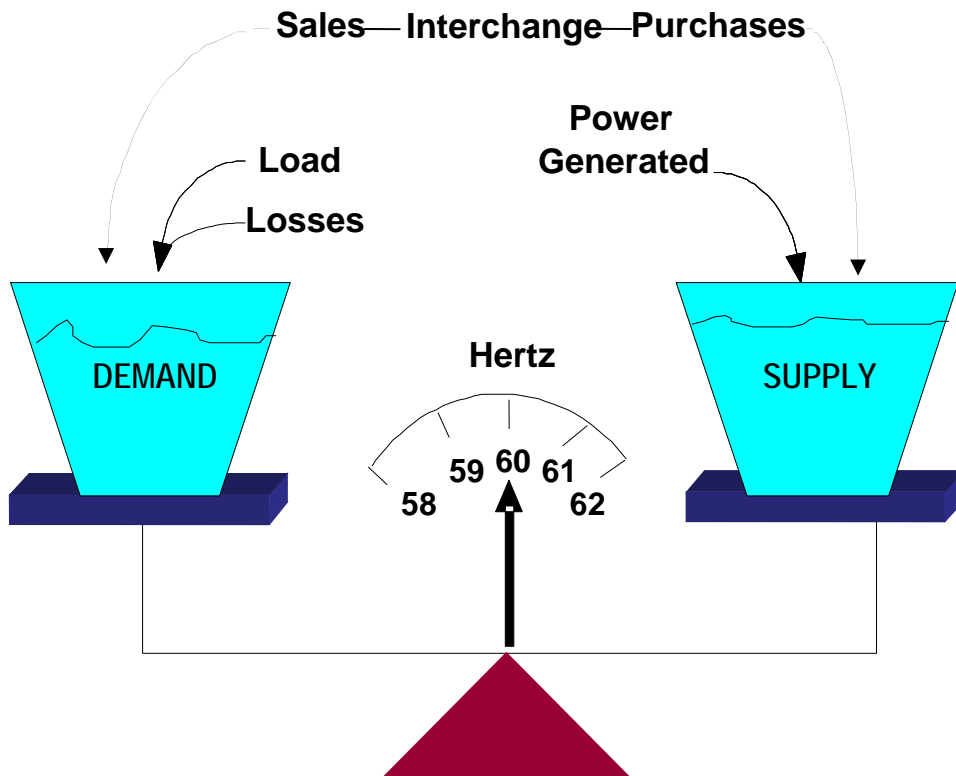 Sales Interchange Purchases
Power
Generated
Load
Losses
Hertz
DEMAND
SUPPLY
58 59 60 61 62